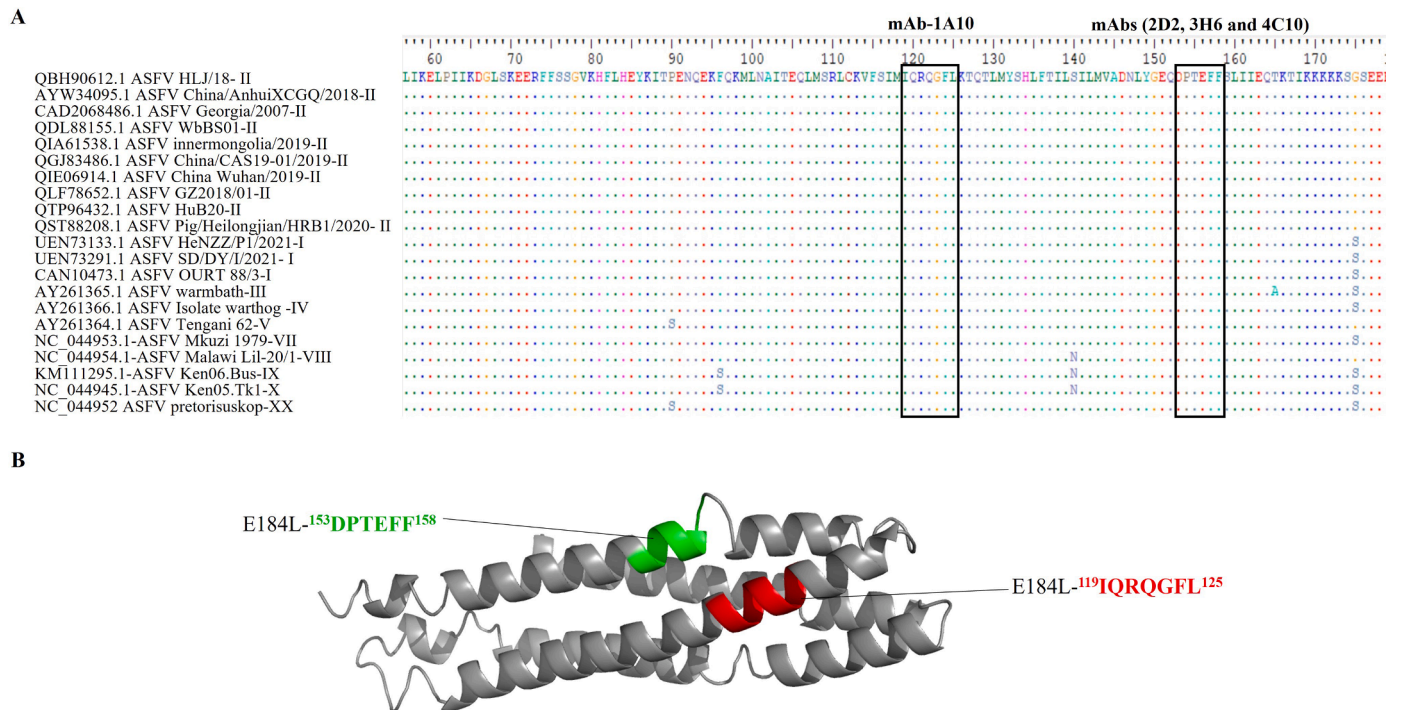 A
mAb-1A10 mAbs (2D2, 3H6 and 4C10)
60 70 80 90 100 110 120 130 140 150 160 170
QBH90612.1 ASFV HLJ/18- II LIKELPIIKDGLSKEERFFSSGVKHFLHEYKITPENQEKFQKMLNAITEQLMSRLCKVFSIMIQRQGFLKTQTLMYSHLFTILSILMVADNLYGEQDPTEFFSLIIEQTKTIKKKKKSGSEE
AYW34095.1 ASFV China/AnhuiXCGQ/2018-II
CAD2068486.1 ASFV Georgia/2007-II
QDL88155.1 ASFV WbBS01-II
QIA61538.1 ASFV innermongolia/2019-II
QGJ83486.1 ASFV China/CAS19-01/2019-II
QIE06914.1 ASFV China Wuhan/2019-II
QLF78652.1 ASFV GZ2018/01-II
QTP96432.1 ASFV HuB20-II
QST88208.1 ASFV Pig/Heilongjian/HRB1/2020- II
UEN73133.1 ASFV HeNZZ/P1/2021-I S
UEN73291.1 ASFV SD/DY/I/2021- I S
CAN10473.1 ASFV OURT 88/3-I S
AY261365.1 ASFV warmbath-III A S
AY261366.1 ASFV Isolate warthog -IV S
AY261364.1 ASFV Tengani 62-V S
NC_044953.1-ASFV Mkuzi 1979-VII S
NC_044954.1-ASFV Malawi Lil-20/1-VIII N
KM111295.1-ASFV Ken06.Bus-IX S N S
NC_044945.1-ASFV Ken05.Tk1-X S N S
NC_044952 ASFV pretorisuskop-XX S S
B
E184L-153DPTEFF158
E184L-119IQRQGFL125